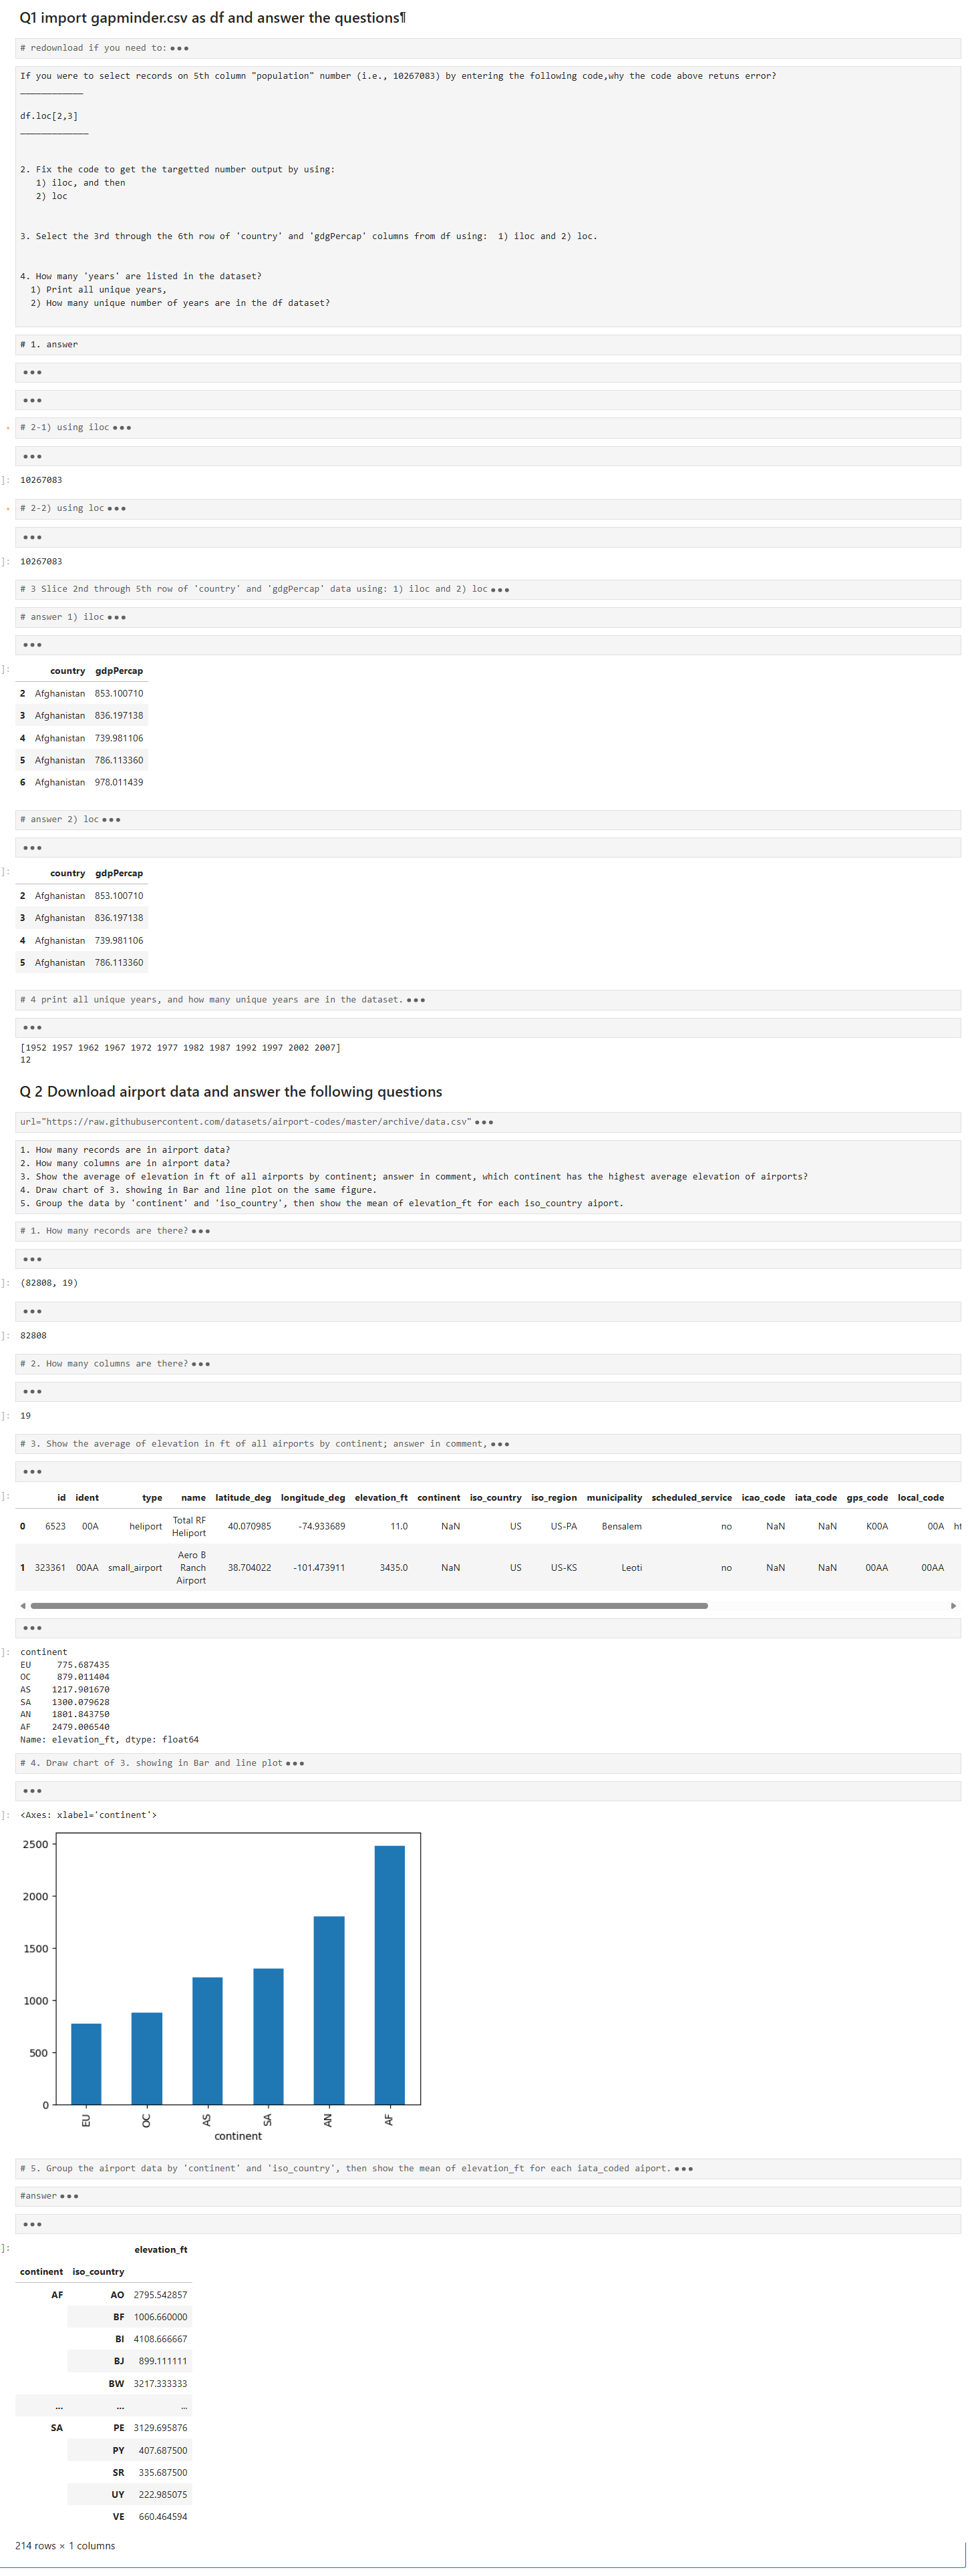 Q1 import gapminder.csv as df and answer the questions¶
# redownload if you need to: •••
If you were to select records on 5th column "population" number (i.e., 10267083) by entering the following code,why the code above retuns error?
____________
df.loc[2,3]
_____________
2. Fix the code to get the targetted number output by using:
1) iloc, and then
2) loc
3. Select the 3rd through the 6th row of 'country' and 'gdgPercap' columns from df using:  1) iloc and 2) loc.
4. How many 'years' are listed in the dataset?
1) Print all unique years,
2) How many unique number of years are in the df dataset?
# 1. answer
•••
•••
# 2-1) using iloc •••
•••
]: 10267083
# 2-2) using loc •••
•••
]: 10267083
# 3 Slice 2nd through 5th row of 'country' and 'gdgPercap' data using: 1) iloc and 2) loc •••
# answer 1) iloc •••
•••
]: country gdpPercap
2 Afghanistan 853.100710
3 Afghanistan 836.197138
4 Afghanistan 739.981106
5 Afghanistan 786.113360
6 Afghanistan 978.011439
# answer 2) loc •••
•••
]: country gdpPercap
2 Afghanistan 853.100710
3 Afghanistan 836.197138
4 Afghanistan 739.981106
5 Afghanistan 786.113360
# 4 print all unique years, and how many unique years are in the dataset. •••
•••
[1952 1957 1962 1967 1972 1977 1982 1987 1992 1997 2002 2007]
12
Q 2 Download airport data and answer the following questions
url="https://raw.githubusercontent.com/datasets/airport-codes/master/archive/data.csv" •••
1. How many records are in airport data?
2. How many columns are in airport data?
3. Show the average of elevation in ft of all airports by continent; answer in comment, which continent has the highest average elevation of airports?
4. Draw chart of 3. showing in Bar and line plot on the same figure.
5. Group the data by 'continent' and 'iso_country', then show the mean of elevation_ft for each iso_country aiport.
# 1. How many records are there? •••
•••
]: (82808, 19)
•••
]: 82808
# 2. How many columns are there? •••
•••
]: 19
# 3. Show the average of elevation in ft of all airports by continent; answer in comment, •••
•••
]: id ident type name latitude_deg longitude_deg elevation_ft continent iso_country iso_region municipality scheduled_service icao_code iata_code gps_code local_code
0 6523 00A heliport Total RF Heliport 40.070985 -74.933689 11.0 NaN US US-PA Bensalem no NaN NaN K00A 00A ht
1 323361 00AA small_airport Aero B Ranch Airport 38.704022 -101.473911 3435.0 NaN US US-KS Leoti no NaN NaN 00AA 00AA
•••
]: continent
EU 775.687435
OC 879.011404
AS 1217.901670
SA 1300.079628
AN 1801.843750
AF 2479.006540
Name: elevation_ft, dtype: float64
# 4. Draw chart of 3. showing in Bar and line plot •••
•••
]: <Axes: xlabel='continent'>
2500
2000
1500
1000
500
0
EU OC AS SA AN AF
continent
# 5. Group the airport data by 'continent' and 'iso_country', then show the mean of elevation_ft for each iata_coded aiport. •••
#answer •••
•••
]: elevation_ft
continent iso_country
AF AO 2795.542857
BF 1006.660000
BI 4108.666667
BJ 899.111111
BW 3217.333333
... ... ...
SA PE 3129.695876
PY 407.687500
SR 335.687500
UY 222.985075
VE 660.464594
214 rows × 1 columns